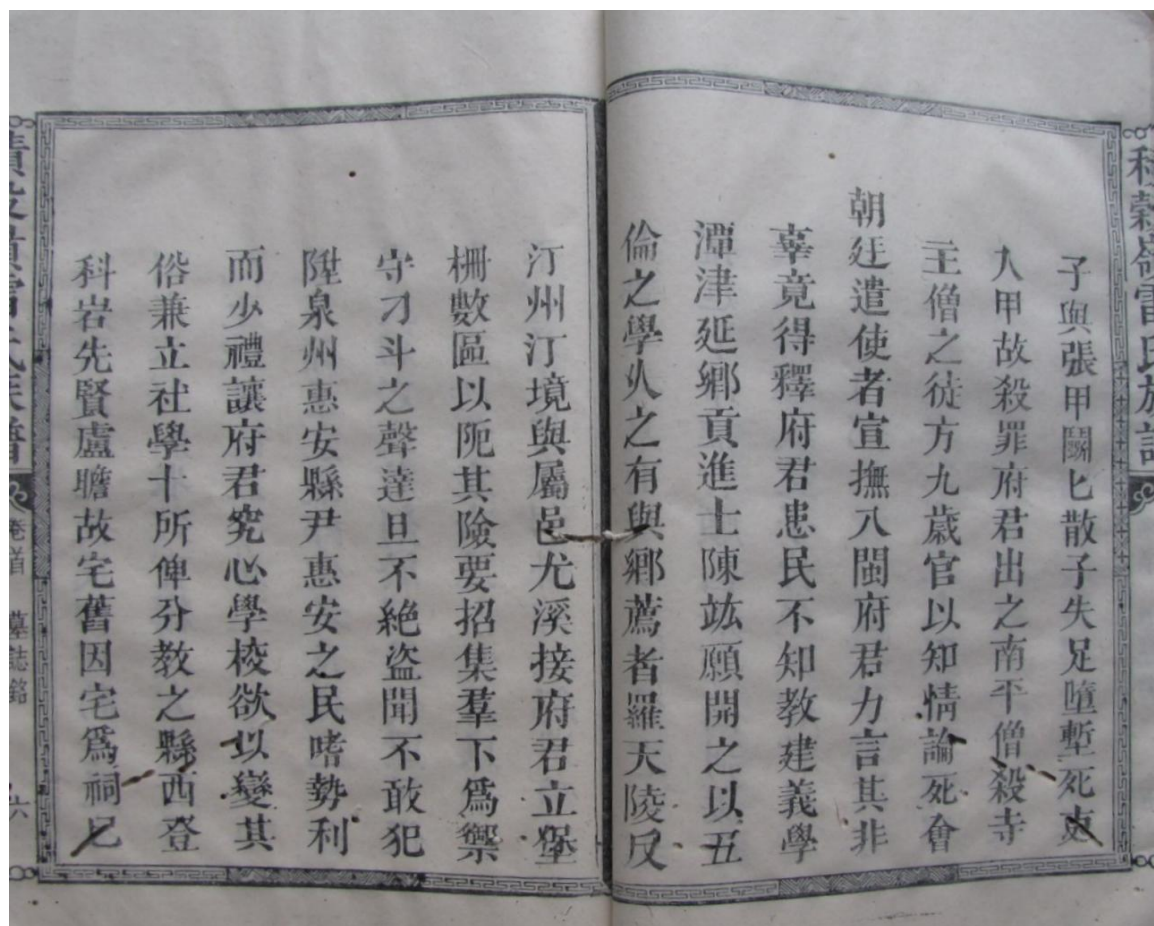 子與張甲鬬匕散子失足墮塹死吏
入甲故殺罪府君出之南平僧殺寺
主僧之徒方九歲官以知情論死會
朝廷遣使者宣撫八閩府君力言其非
辜竟得釋府君患民不知教建義學
潭津延鄉貢進士陳竑願開之以五
倫之學火之有與鄉薦者羅天陵反
汀州汀境與屬邑尤溪接府君立堡
柵數區以阨其險要招集羣下爲禦
守刁斗之聲達旦不絕盜聞不敢犯
陞泉州惠安縣尹惠安之民嗜勢利
而少禮讓府君究心學校欲以變其
俗兼立社學十所俾分教之縣西登
科岩先賢盧瞻故宅舊因宅爲祠已
卷首
墓誌銘
六